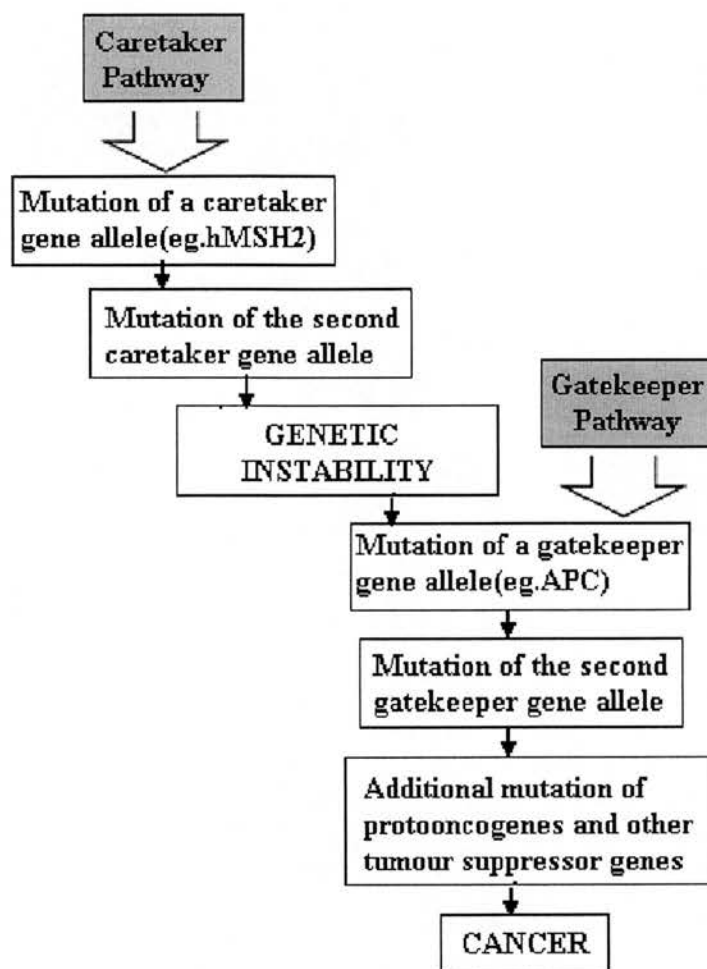 Caretaker
Pathway
Mutation of a caretaker
gene allele(eg.hMSH2)
Mutation of the second
caretaker gene allele
GENETIC
INSTABILITY
Gatekeeper
Pathway
Mutation of a gatekeeper
gene allele(eg.APC)
Mutation of the second
gatekeeper gene allele
Additional mutation of
protooncogenes and other
tumour suppressor genes
CANCER